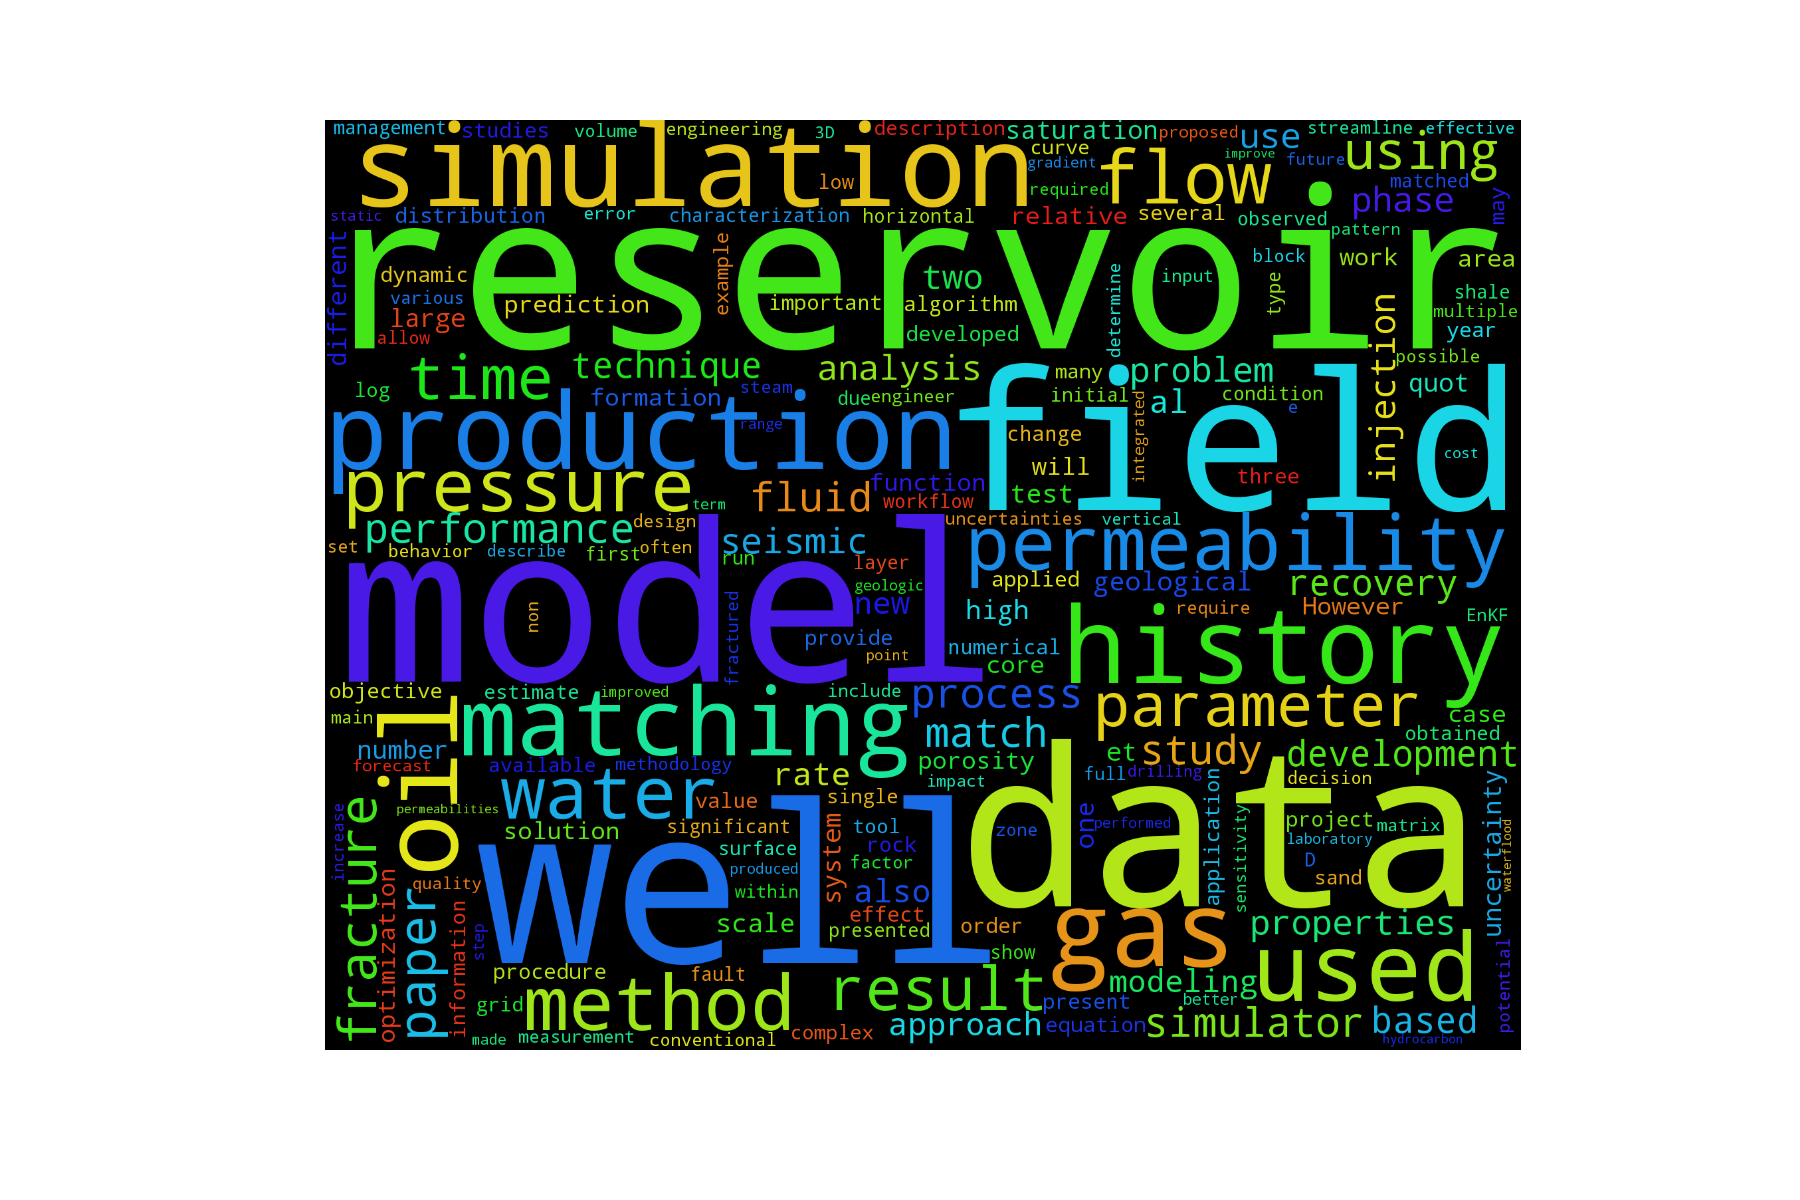 management studies volume engineering 3D description saturation proposed use streamline effective
simulation curve gradient flow improve future using
low required matched phase may
static distribution error characterization horizontal relative several observed pattern
reservoir
different dynamic example two input block work area
various prediction important algorithm determine type shale
large developed injection multiple
allow year
time technique analysis many problem possible
log formation steam due engineer initial al condition quot
production range field e
change integrated cost
pressure will three
term fluid function workflow test
performance design seismic uncertainties vertical permeability
set behavior describe first often run layer
model geologic applied geological recovery
non fractured new high require However EnKF
provide history
point numerical
core
objective estimate improved include process parameter
main oil matching match case
number study obtained
forecast available methodology rate porosity et development
impact full drilling decision
increase permeabilities water value single data application uncertainty
fracture solution significant tool zone one performed project matrix
surface system rock sensitivity laboratory
well produced factor D waterflood
optimization quality within also sand
paper information scale effect gas properties
step presented order
procedure fault show used potential
grid method result modeling
present better
approach equation simulator based
made measurement conventional complex hydrocarbon